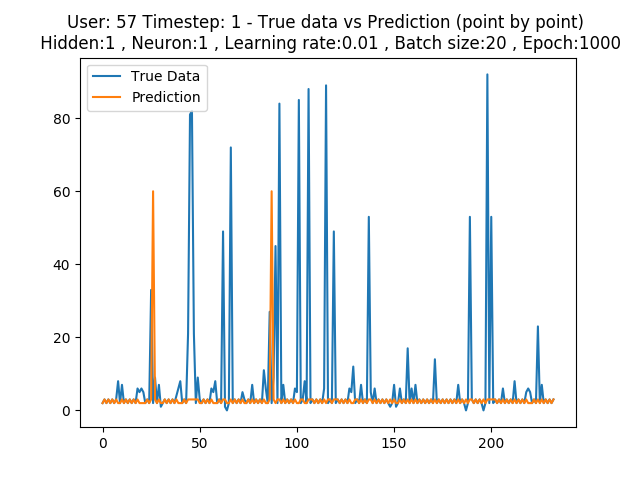 User: 57 Timestep: 1 - True data vs Prediction (point by point)
Hidden:1 , Neuron:1 , Learning rate:0.01 , Batch size:20 , Epoch:1000
True Data
Prediction
80
60
40
20
0
0 50 100 150 200